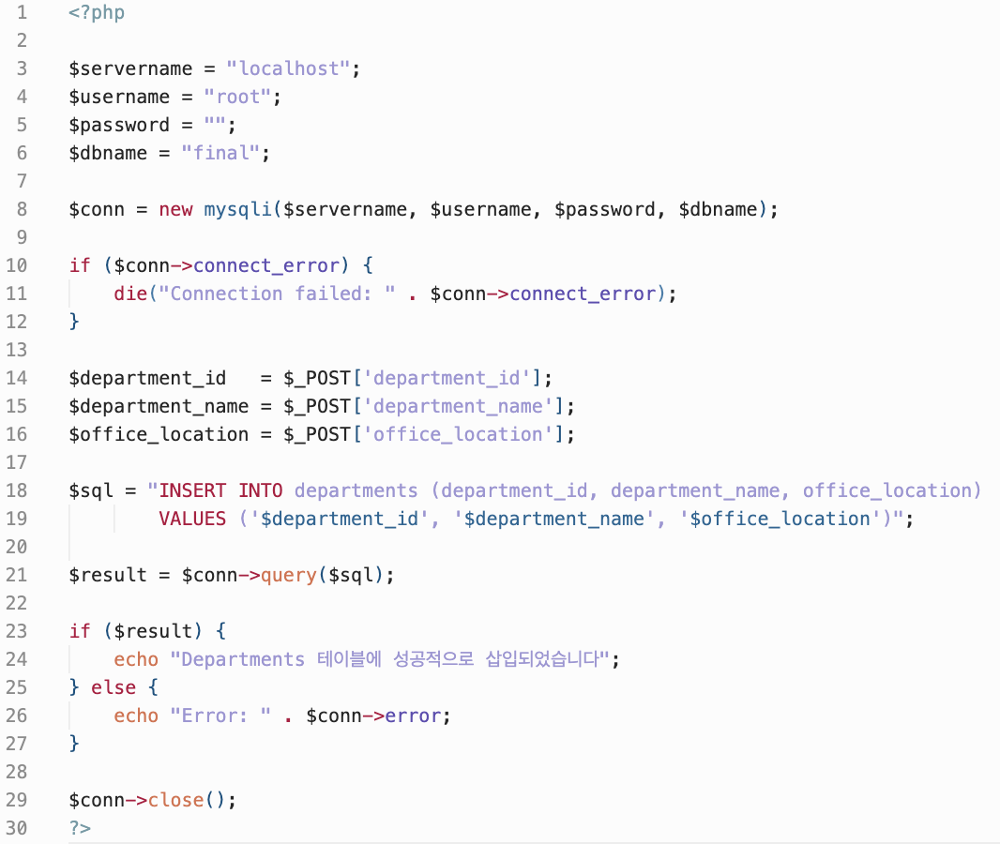 1 <?php
2
3 $servername = "localhost";
4 $username = "root";
5 $password = "";
6 $dbname = "final";
7
8 $conn = new mysqli($servername, $username, $password, $dbname);
9
10 if ($conn->connect_error) {
11     die("Connection failed: " . $conn->connect_error);
12 }
13
14 $department_id   = $_POST['department_id'];
15 $department_name = $_POST['department_name'];
16 $office_location = $_POST['office_location'];
17
18 $sql = "INSERT INTO departments (department_id, department_name, office_location)
19         VALUES ('$department_id', '$department_name', '$office_location')";
20
21 $result = $conn->query($sql);
22
23 if ($result) {
24     echo "Departments 테이블에 성공적으로 삽입되었습니다";
25 } else {
26     echo "Error: " . $conn->error;
27 }
28
29 $conn->close();
30 ?>